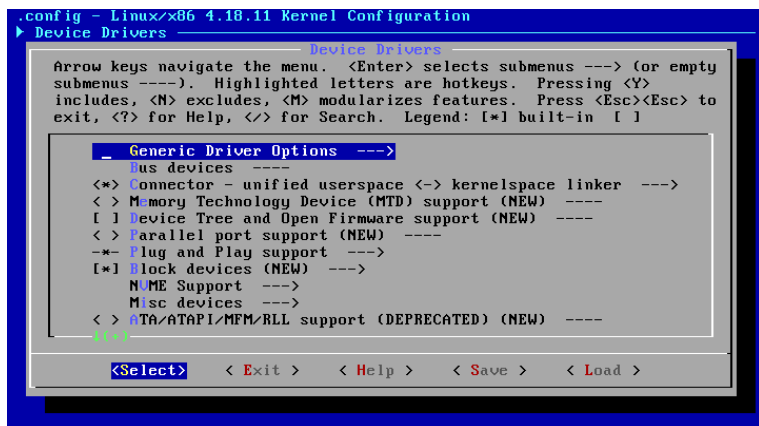 .config - Linux/x86 4.18.11 Kernel Configuration
▶ Device Drivers
Device Drivers
Arrow keys navigate the menu.  <Enter> selects submenus ---> (or empty
submenus ----).  Highlighted letters are hotkeys.  Pressing <Y>
includes, <N> excludes, <M> modularizes features.  Press <Esc><Esc> to
exit, <?> for Help, </> for Search.  Legend: [*] built-in  [ ]
Generic Driver Options  --->
Bus devices  ----
<*> Connector - unified userspace <-> kernelspace linker  --->
< > Memory Technology Device (MTD) support (NEW)  ----
[ ] Device Tree and Open Firmware support (NEW)  ----
< > Parallel port support (NEW)  ----
-*- Plug and Play support  --->
[*] Block devices (NEW)  --->
NVME Support  --->
Misc devices  --->
< > ATA/ATAPI/MFM/RLL support (DEPRECATED) (NEW)  ----
↓(+)
<Select>    < Exit >    < Help >    < Save >    < Load >